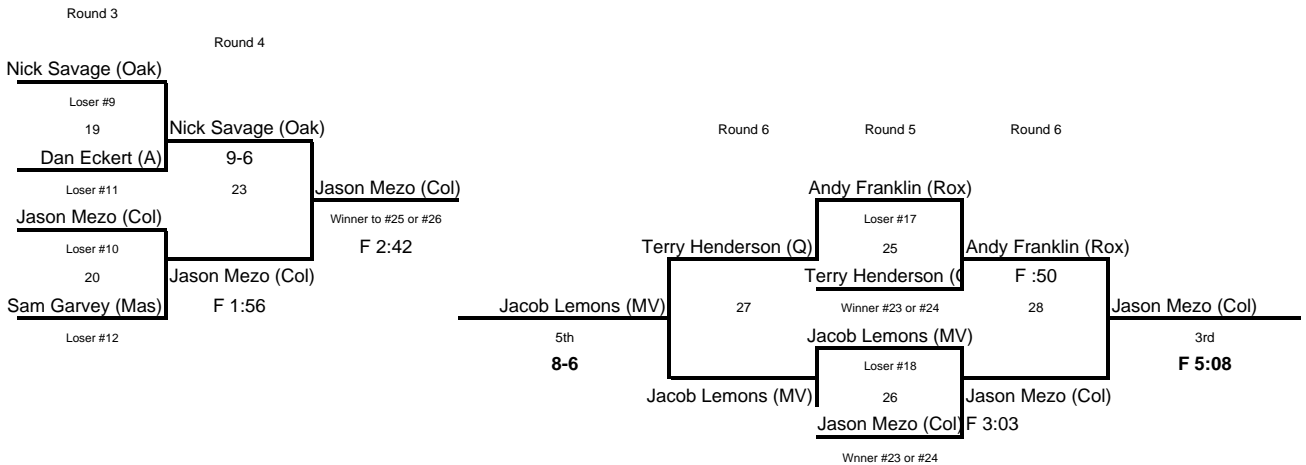 Round 3
Round 4
Nick Savage (Oak)
Loser #9
19
Nick Savage (Oak)
Dan Eckert (A)
9-6
Loser #11
23
Jason Mezo (Col)
Jason Mezo (Col)
Winner to #25 or #26
Loser #10
F 2:42
20
Jason Mezo (Col)
Sam Garvey (Mas)
F 1:56
Loser #12
Round 6
Round 5
Round 6
Andy Franklin (Rox)
Loser #17
Terry Henderson (Q)
25
Andy Franklin (Rox)
Terry Henderson (
F :50
Jacob Lemons (MV)
27
Winner #23 or #24
28
Jason Mezo (Col)
5th
Jacob Lemons (MV)
3rd
8-6
Loser #18
F 5:08
Jacob Lemons (MV)
26
Jason Mezo (Col)
Jason Mezo (Col)
F 3:03
Wnner #23 or #24